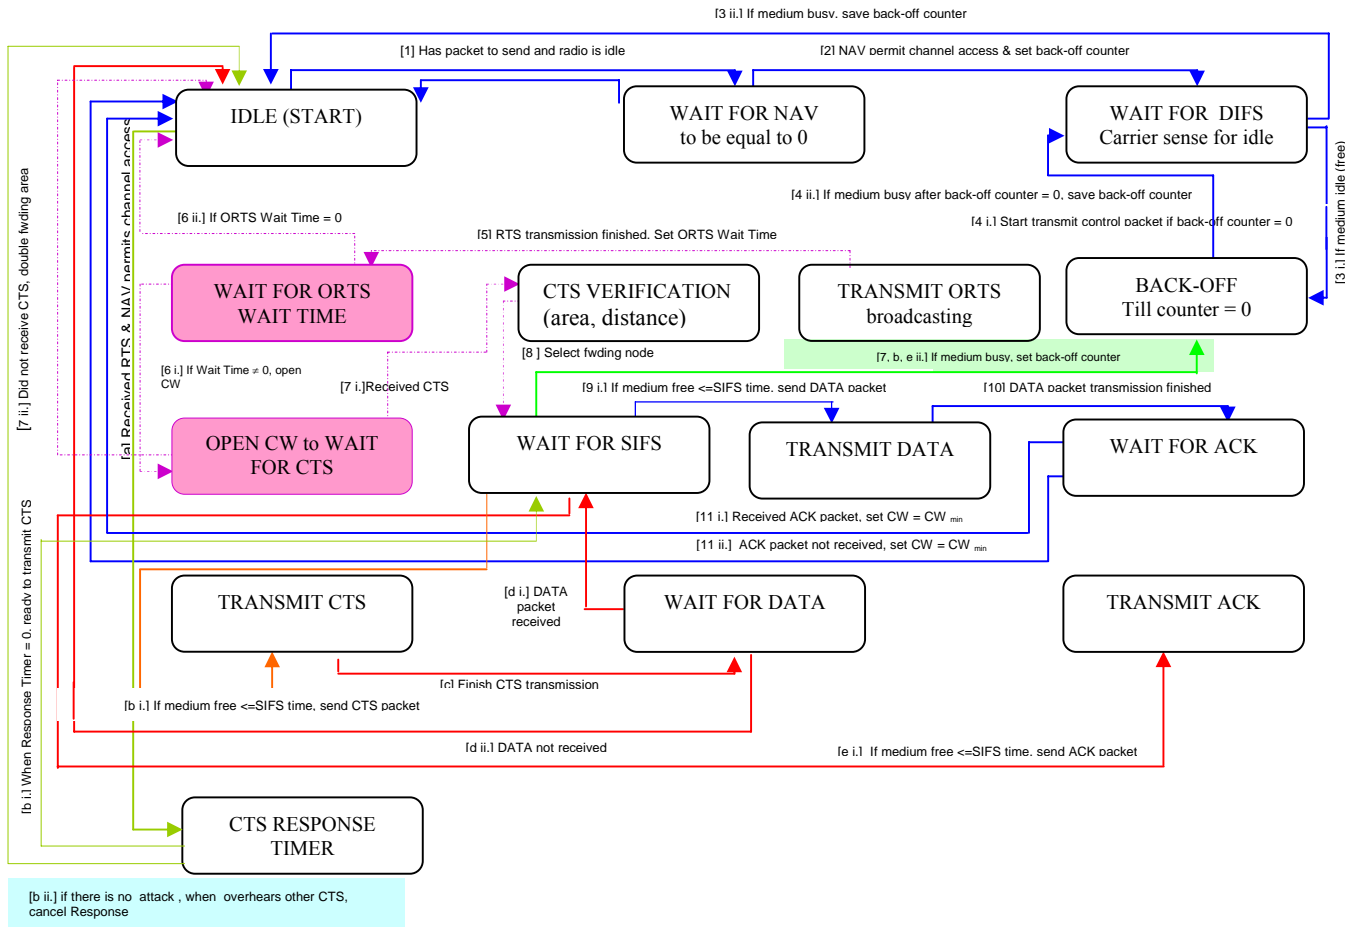 [3 ii.] If medium busy, save back-off counter
[1] Has packet to send and radio is idle
[2] NAV permit channel access & set back-off counter
IDLE (START)
WAIT FOR NAV
to be equal to 0
WAIT FOR DIFS
Carrier sense for idle
[3 i.] If medium idle (free)
[4 ii.] If medium busy after back-off counter = 0, save back-off counter
[4 i.] Start transmit control packet if back-off counter = 0
[6 ii.] If ORTS Wait Time = 0
[5] RTS transmission finished. Set ORTS Wait Time
[7 ii.] Did not receive CTS, double fwding area
[a] Received RTS & NAV permits channel access
WAIT FOR ORTS
WAIT TIME
CTS VERIFICATION
(area, distance)
TRANSMIT ORTS
broadcasting
BACK-OFF
Till counter = 0
[8 ] Select fwding node
[7, b, e ii.] If medium busy, set back-off counter
[6 i.] If Wait Time ≠ 0, open
CW
[7 i.]Received CTS
[9 i.] If medium free <=SIFS time, send DATA packet
[10] DATA packet transmission finished
OPEN CW to WAIT
FOR CTS
WAIT FOR SIFS
TRANSMIT DATA
WAIT FOR ACK
[11 i.] Received ACK packet, set CW = CW min
[11 ii.] ACK packet not received, set CW = CW min
[b i.] When Response Timer = 0, ready to transmit CTS
TRANSMIT CTS
[d i.] DATA
packet
received
WAIT FOR DATA
TRANSMIT ACK
[c] Finish CTS transmission
[b i.] If medium free <=SIFS time, send CTS packet
[d ii.] DATA not received
[e i.] If medium free <=SIFS time, send ACK packet
CTS RESPONSE
TIMER
[b ii.] if there is no attack , when overhears other CTS,
cancel Response